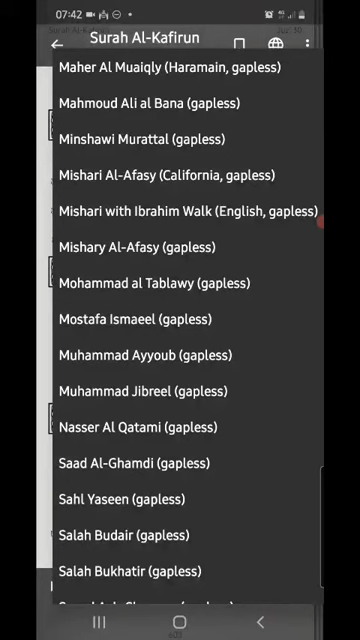 07:42
Surah Al-Kafirun
Maher Al Muaiqly (Haramain, gapless)
Mahmoud Ali al Bana (gapless)
Minshawi Murattal (gapless)
Mishari Al-Afasy (California, gapless)
Mishari with Ibrahim Walk (English, gapless)
Mishary Al-Afasy (gapless)
Mohammad al Tablawy (gapless)
Mostafa Ismaeel (gapless)
Muhammad Ayyoub (gapless)
Muhammad Jibreel (gapless)
Nasser Al Qatami (gapless)
Saad Al-Ghamdi (gapless)
Sahl Yaseen (gapless)
Salah Budair (gapless)
Salah Bukhatir (gapless)